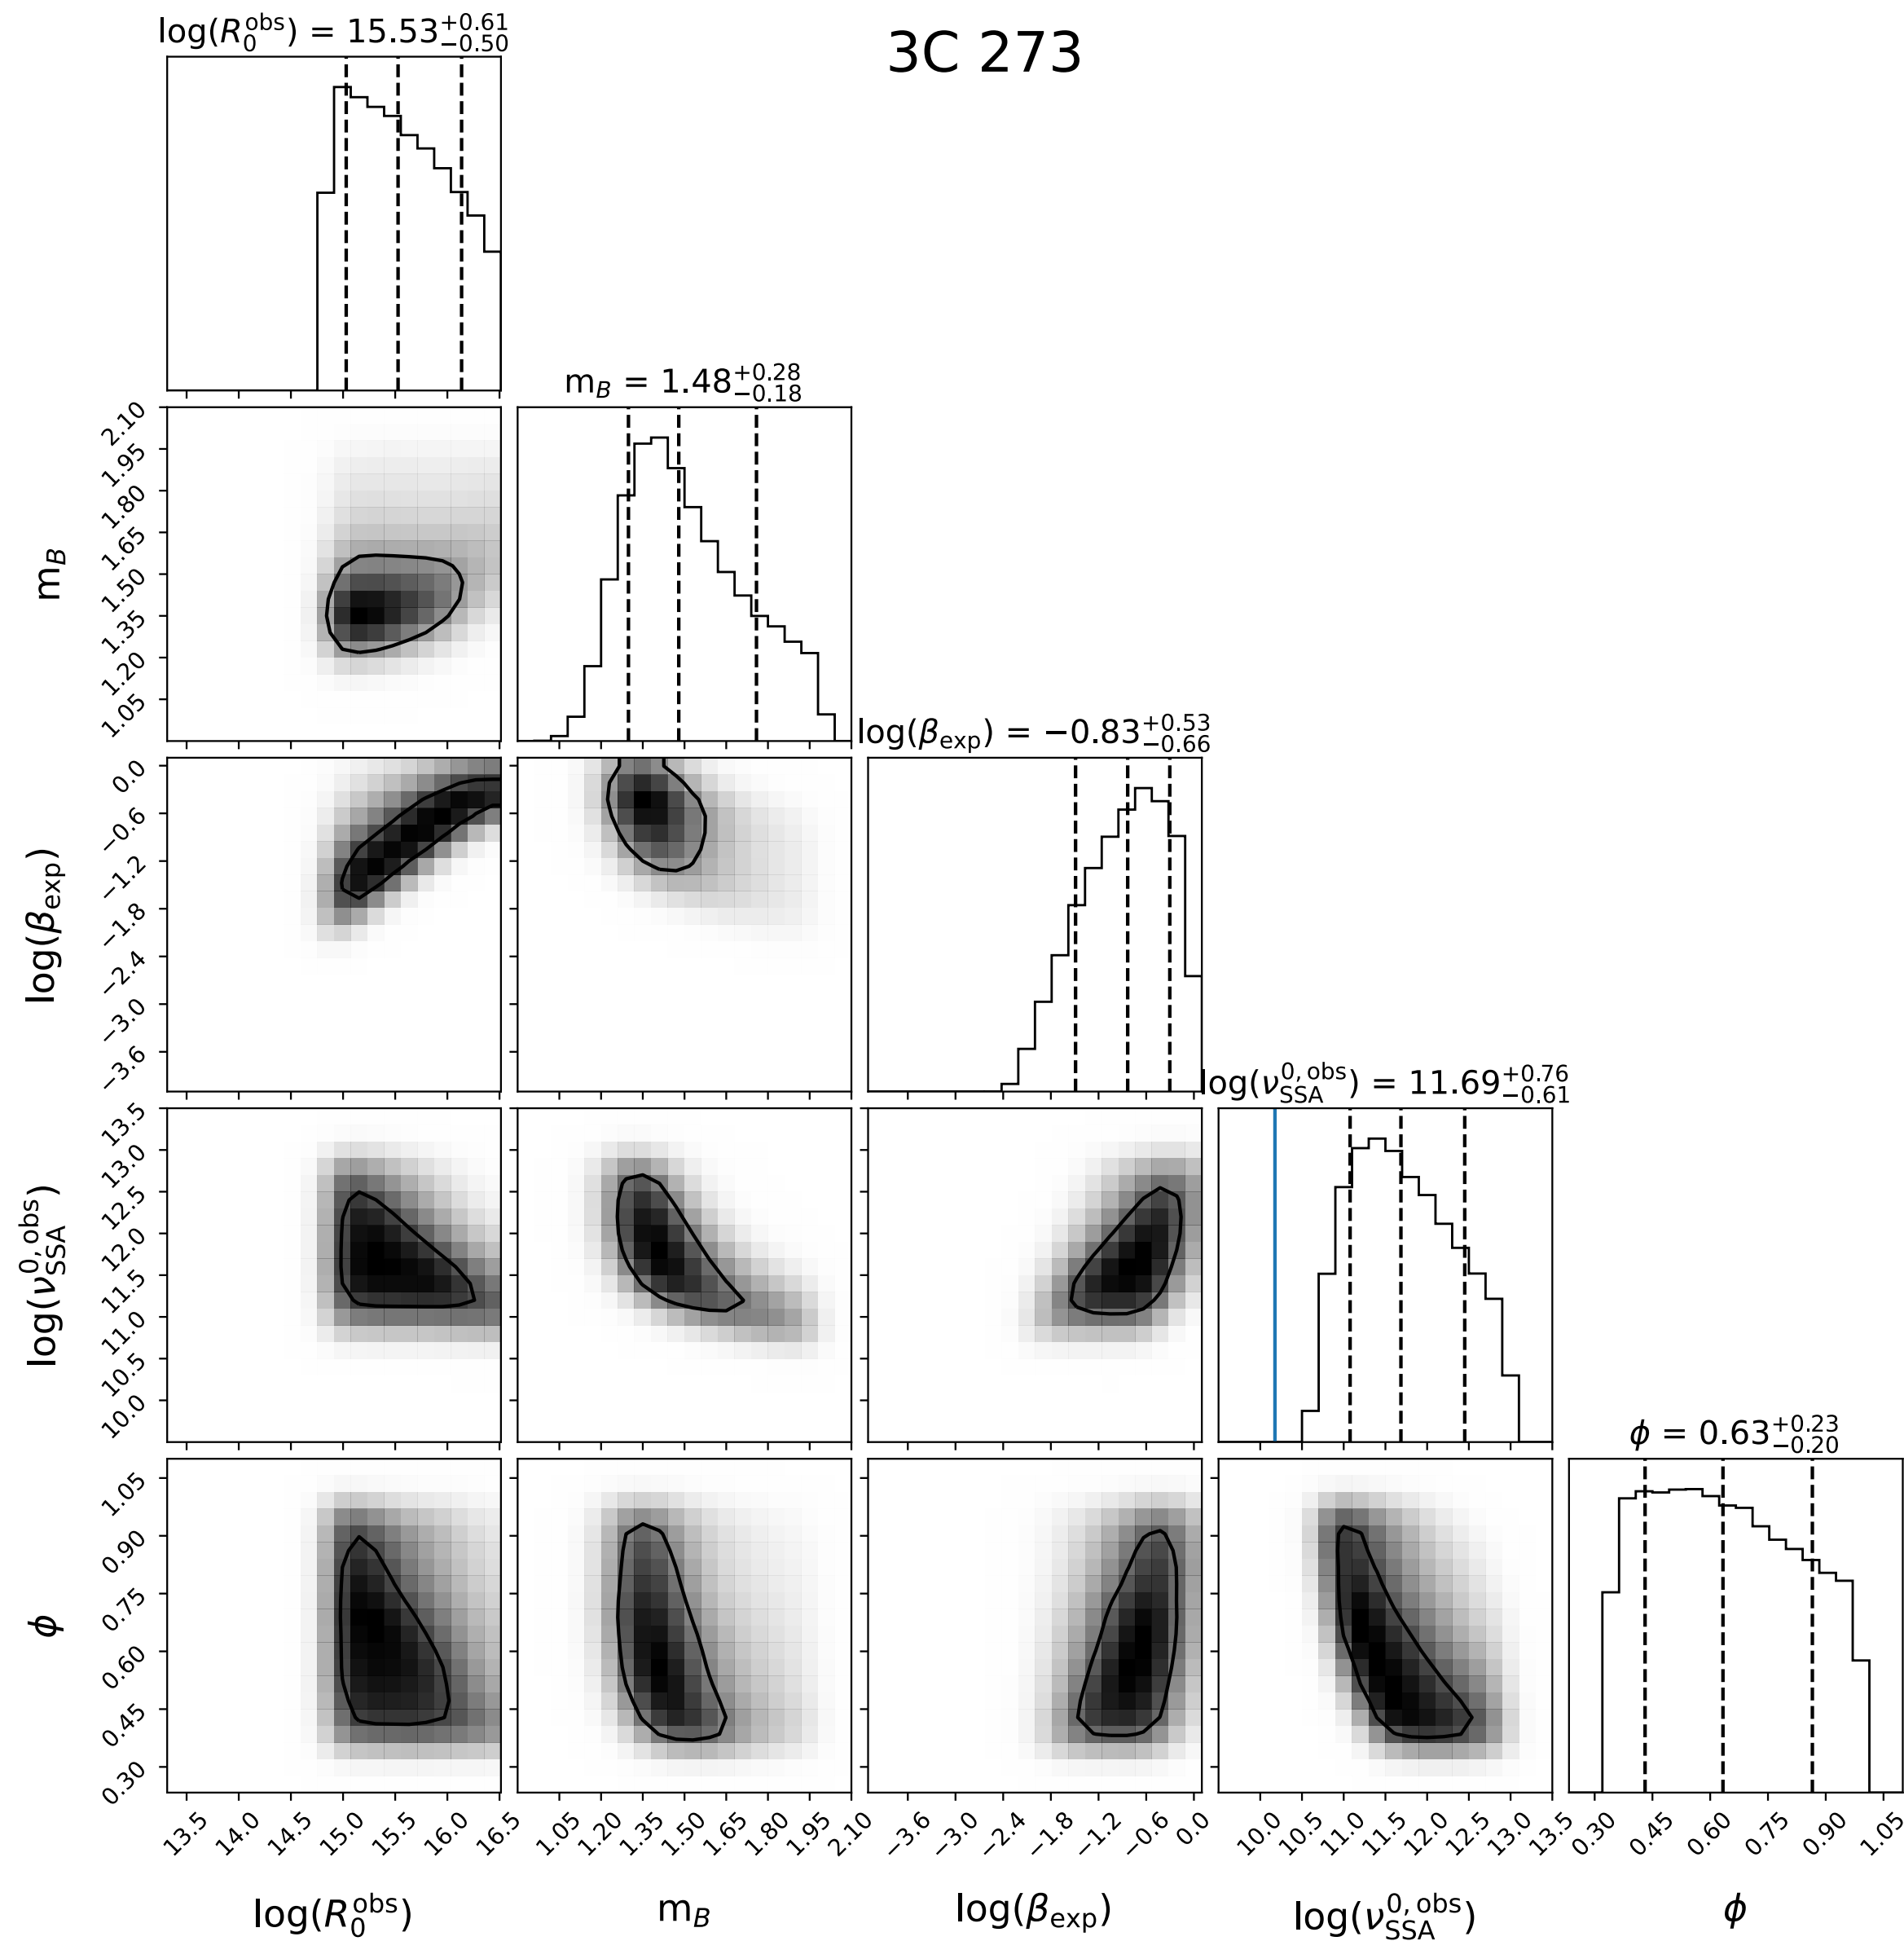 3C 273
log(R₀ᵒᵇˢ) = 15.53 +0.61 −0.50
m_B = 1.48 +0.28 −0.18
2.10
1.95
1.80
1.65
1.50
1.35
1.20
1.05
m_B
log(β_exp) = −0.83 +0.53 −0.66
0.0
−0.6
−1.2
−1.8
−2.4
−3.0
−3.6
log(β_exp)
log(ν_SSA^{0, obs}) = 11.69 +0.76 −0.61
13.5
13.0
12.5
12.0
11.5
11.0
10.5
10.0
log(ν_SSA^{0, obs})
ϕ = 0.63 +0.23 −0.20
1.05
0.90
0.75
0.60
0.45
0.30
ϕ
13.5 14.0 14.5 15.0 15.5 16.0 16.5
1.05 1.20 1.35 1.50 1.65 1.80 1.95 2.10
−3.6 −3.0 −2.4 −1.8 −1.2 −0.6 0.0
10.0 10.5 11.0 11.5 12.0 12.5 13.0 13.5
0.30 0.45 0.60 0.75 0.90 1.05
log(R₀ᵒᵇˢ)
m_B
log(β_exp)
log(ν_SSA^{0, obs})
ϕ